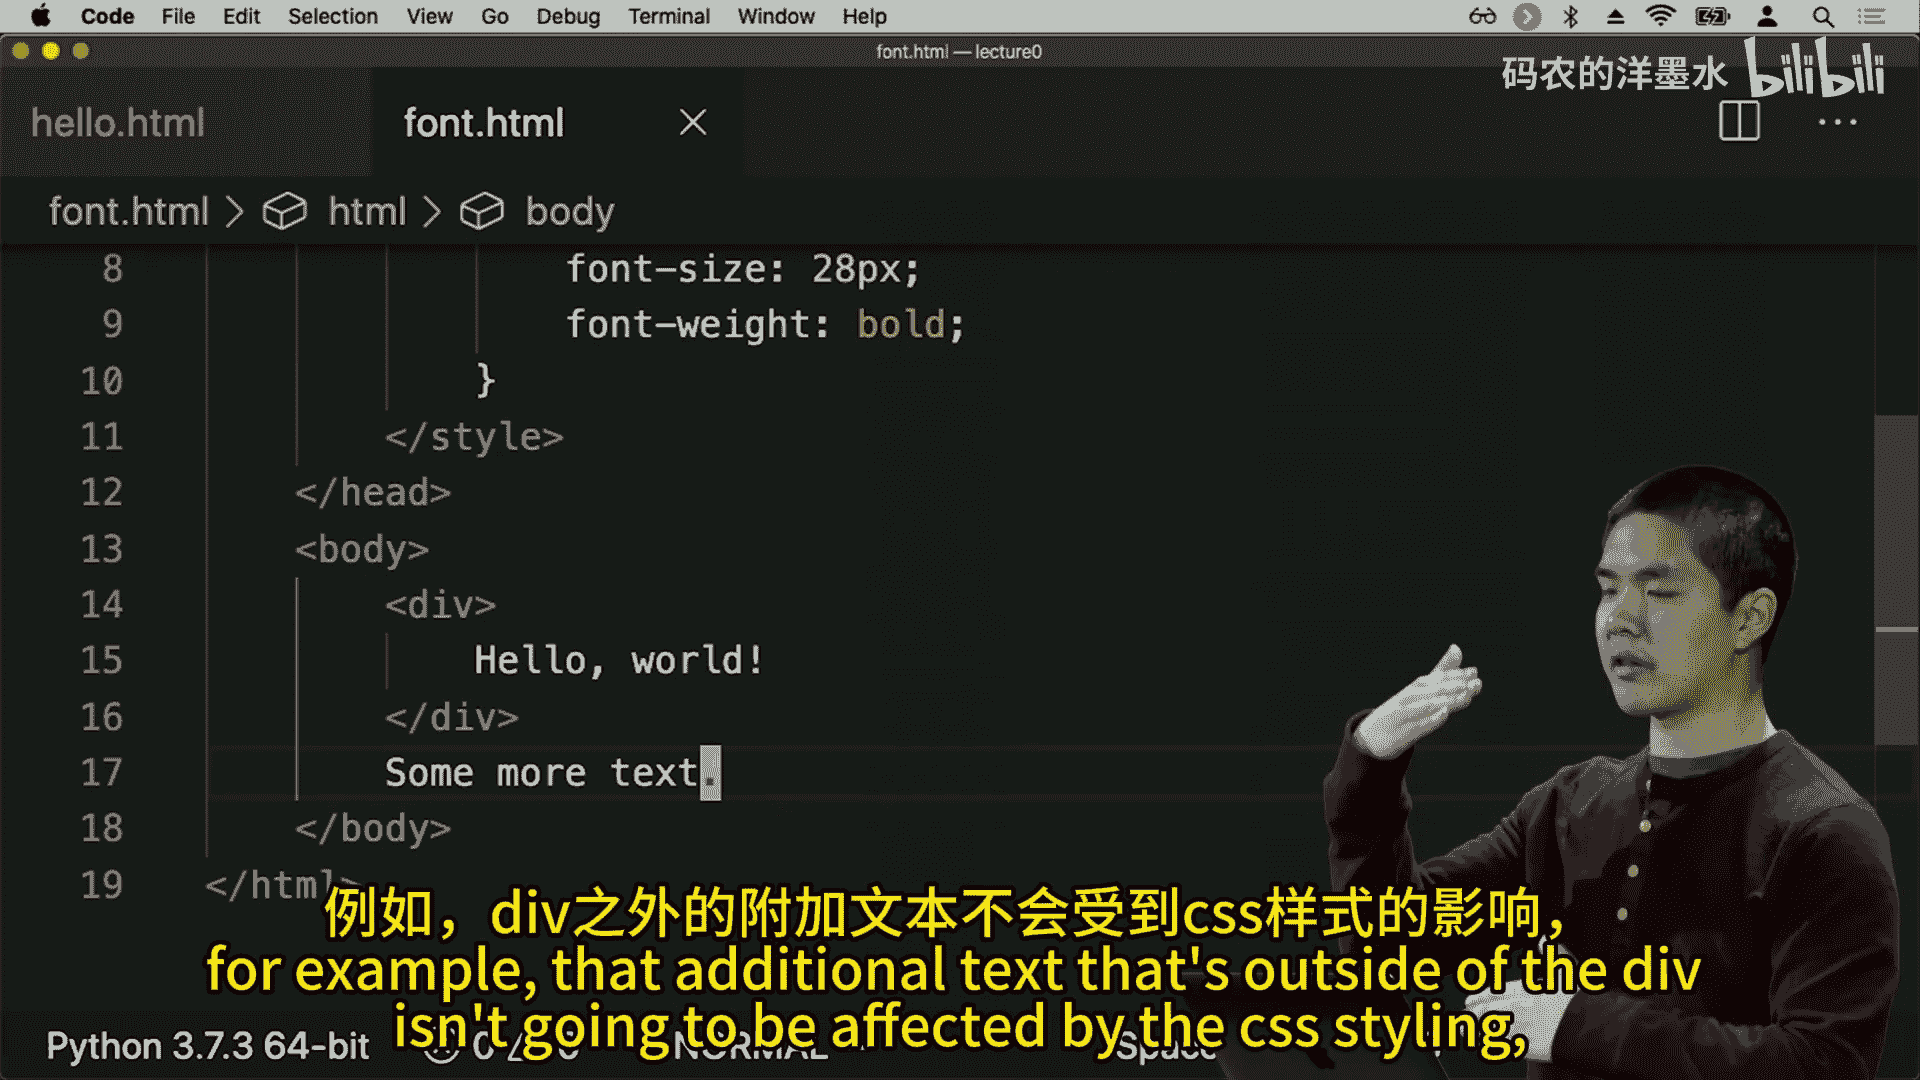 Code File Edit Selection View Go Debug Terminal Window Help
font.html — lecture0
码农的洋墨水 bilibili
hello.html font.html
font.html > html > body
8 font-size: 28px;
9 font-weight: bold;
10 }
11 </style>
12 </head>
13 <body>
14 <div>
15 Hello, world!
16 </div>
17 Some more text.
18 </body>
19 </html>
例如，div之外的附加文本不会受到css样式的影响，
for example, that additional text that's outside of the div
isn't going to be affected by the css styling,
Python 3.7.3 64-bit 0 NORMAL